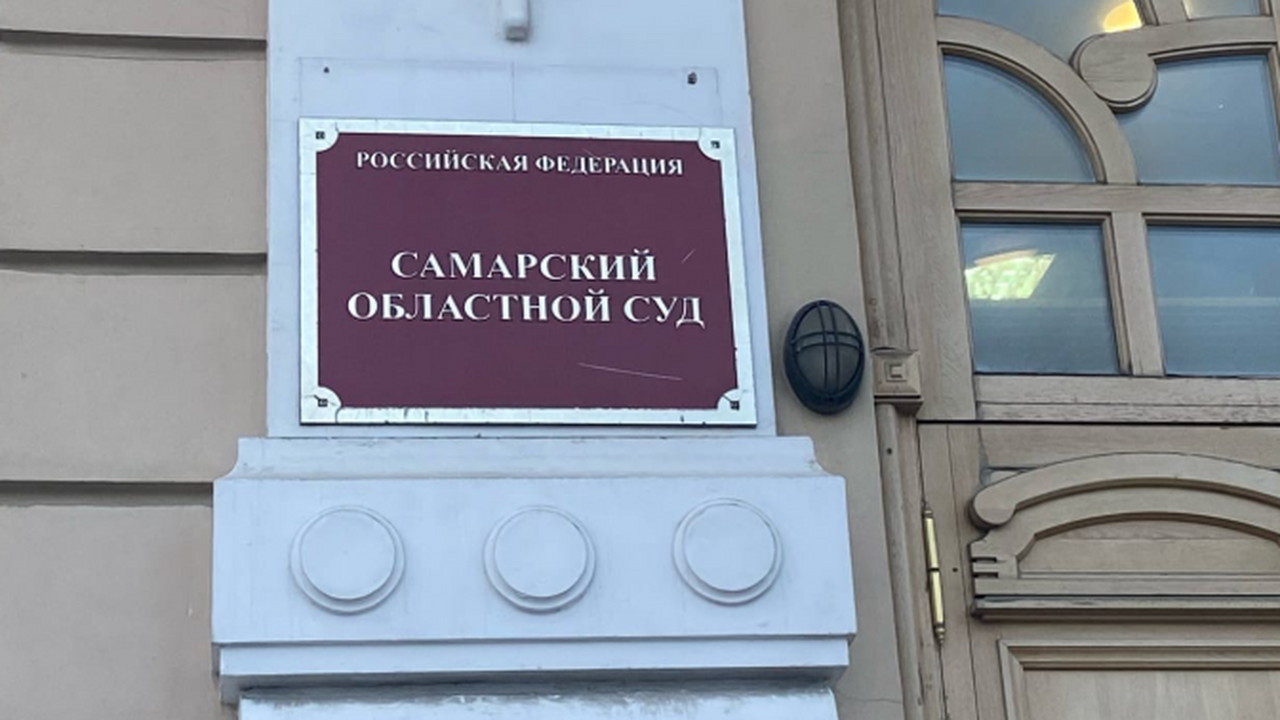 РОССИЙСКАЯ ФЕДЕРАЦИЯ
САМАРСКИЙ
ОБЛАСТНОЙ СУД